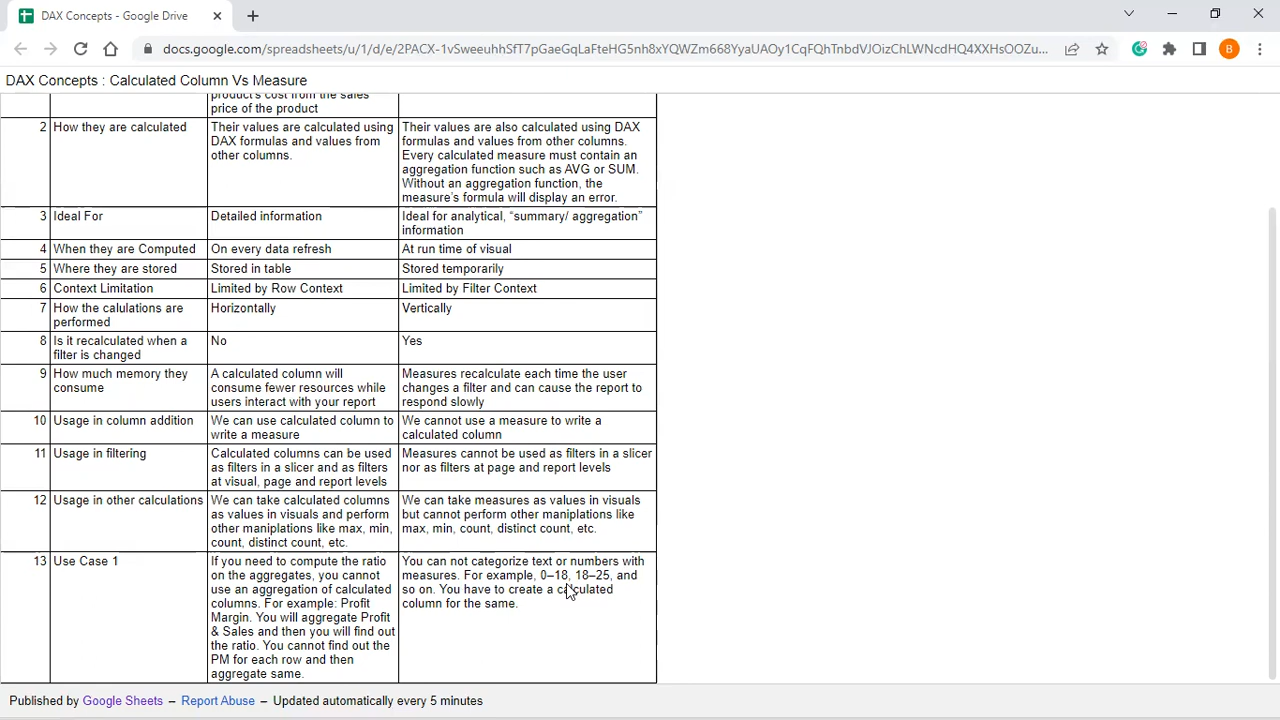 DAX Concepts - Google Drive
docs.google.com/spreadsheets/u/1/d/e/2PACX-1vSweeuhhSfT7pGaeGqLaFteHG5nh8xYQWZm668YyaUAOy1CqFQhTnbdVJOizChLWNcdHQ4XXHsOOZu...
B
DAX Concepts : Calculated Column Vs Measure
product's cost from the sales
price of the product
2
How they are calculated
Their values are calculated using
DAX formulas and values from
other columns.
Their values are also calculated using DAX
formulas and values from other columns.
Every calculated measure must contain an
aggregation function such as AVG or SUM.
Without an aggregation function, the
measure's formula will display an error.
3
Ideal For
Detailed information
Ideal for analytical, “summary/ aggregation”
information
4
When they are Computed
On every data refresh
At run time of visual
5
Where they are stored
Stored in table
Stored temporarily
6
Context Limitation
Limited by Row Context
Limited by Filter Context
7
How the calulations are
performed
Horizontally
Vertically
8
Is it recalculated when a
filter is changed
No
Yes
9
How much memory they
consume
A calculated column will
consume fewer resources while
users interact with your report
Measures recalculate each time the user
changes a filter and can cause the report to
respond slowly
10
Usage in column addition
We can use calculated column to
write a measure
We cannot use a measure to write a
calculated column
11
Usage in filtering
Calculated columns can be used
as filters in a slicer and as filters
at visual, page and report levels
Measures cannot be used as filters in a slicer
nor as filters at page and report levels
12
Usage in other calculations
We can take calculated columns
as values in visuals and perform
other maniplations like max, min,
count, distinct count, etc.
We can take measures as values in visuals
but cannot perform other maniplations like
max, min, count, distinct count, etc.
13
Use Case 1
If you need to compute the ratio
on the aggregates, you cannot
use an aggregation of calculated
columns. For example: Profit
Margin. You will aggregate Profit
& Sales and then you will find out
the ratio. You cannot find out the
PM for each row and then
aggregate same.
You can not categorize text or numbers with
measures. For example, 0–18, 18–25, and
so on. You have to create a calculated
column for the same.
Published by Google Sheets – Report Abuse – Updated automatically every 5 minutes